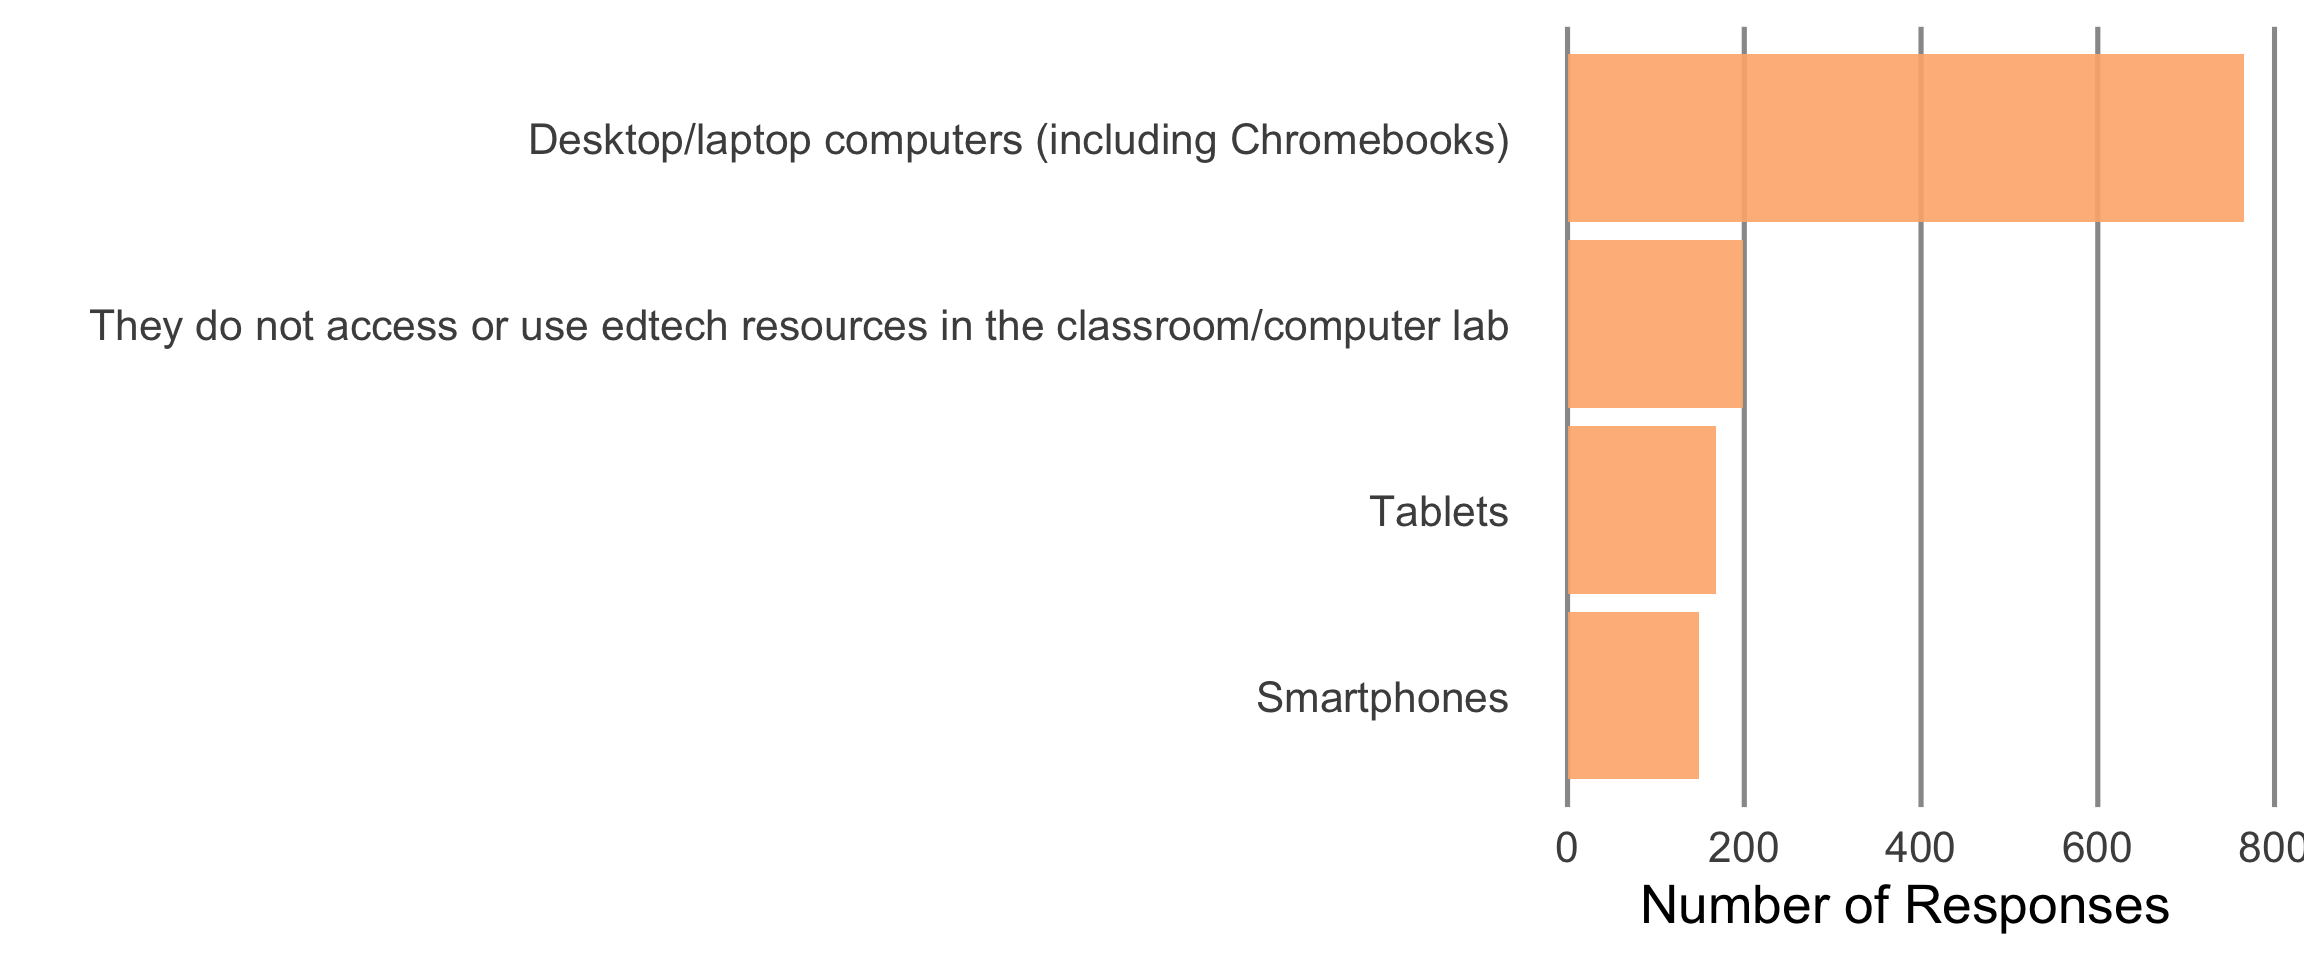 Desktop/laptop computers (including Chromebooks)
They do not access or use edtech resources in the classroom/computer lab
Tablets
Smartphones
0 200 400 600 800
Number of Responses